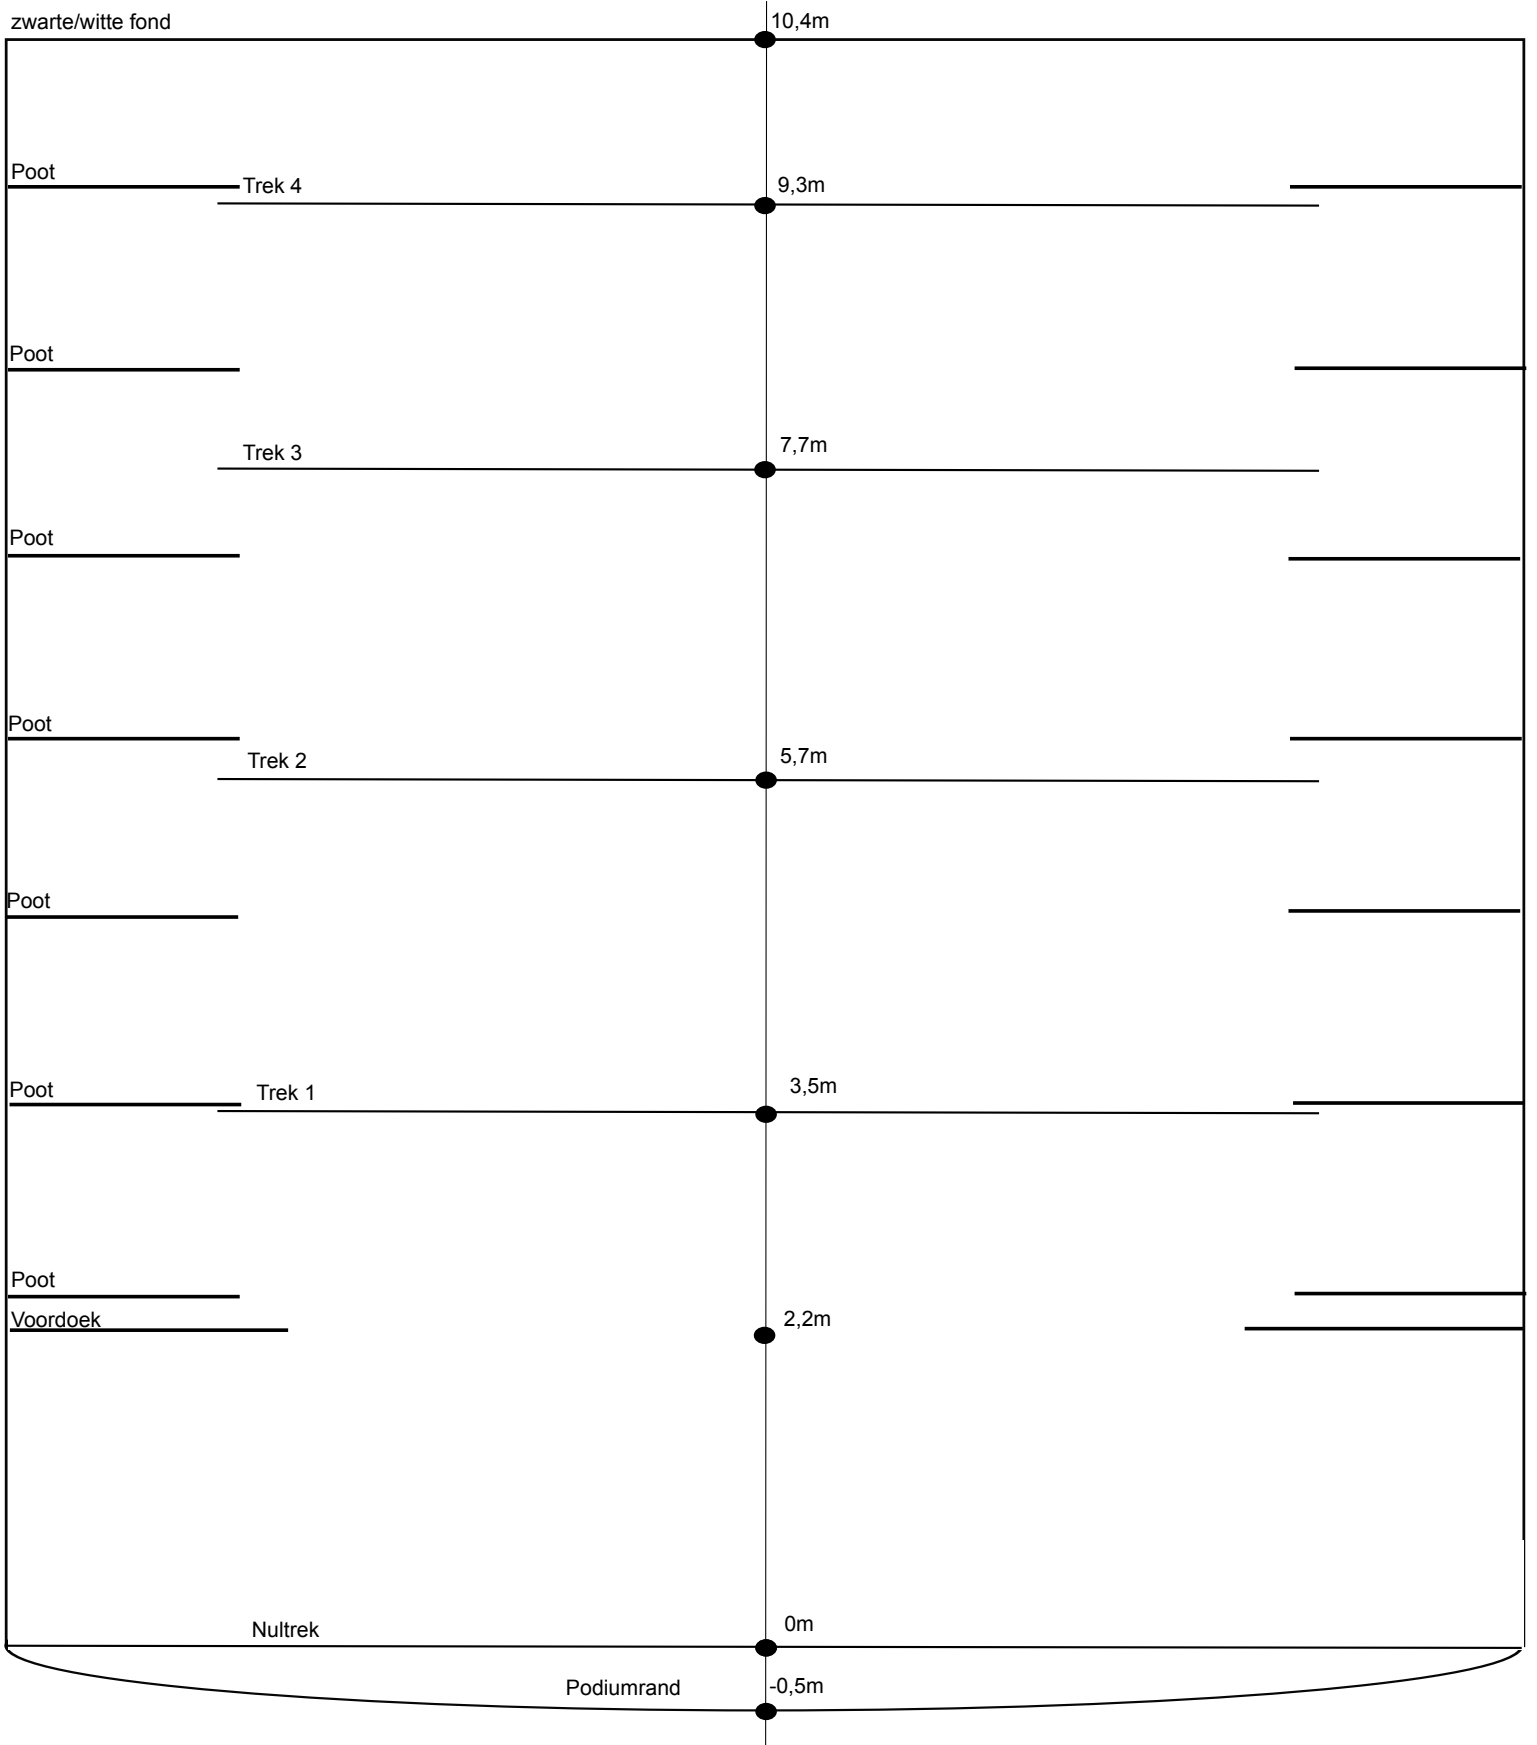 zwarte/witte fond
10,4m
Poot
Trek 4
9,3m
Poot
Trek 3
7,7m
Poot
Poot
Trek 2
5,7m
Poot
Poot
Trek 1
3,5m
Poot
Voordoek
2,2m
Nultrek
0m
Podiumrand
-0,5m